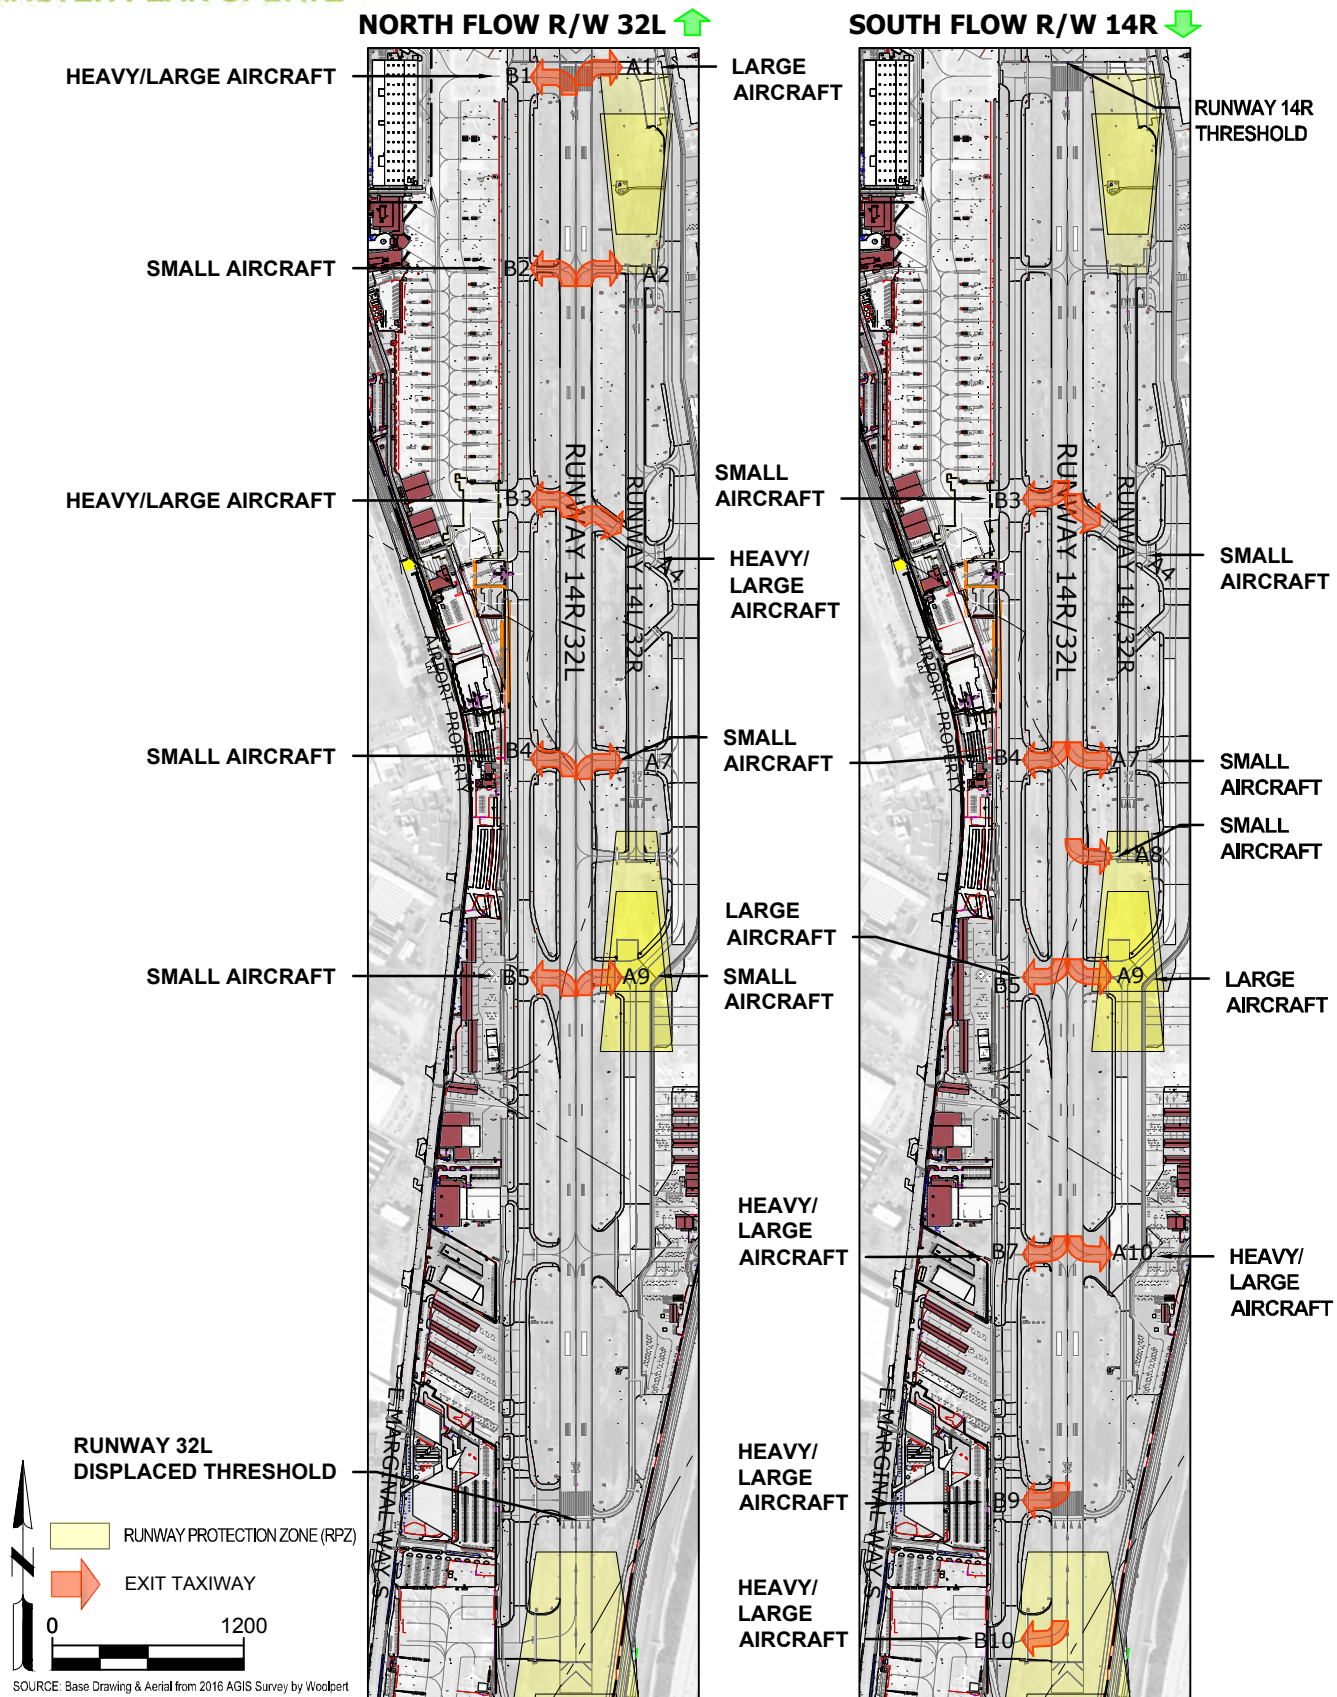 NORTH FLOW R/W 32L
SOUTH FLOW R/W 14R
HEAVY/LARGE AIRCRAFT
B1
A1
LARGE
AIRCRAFT
SMALL AIRCRAFT
B2
A2
HEAVY/LARGE AIRCRAFT
B3
RUNWAY 14R/32L
RUNWAY 14L/32R
A4
HEAVY/
LARGE
AIRCRAFT
AIRPORT PROPERTY
SMALL AIRCRAFT
B4
A7
SMALL
AIRCRAFT
SMALL AIRCRAFT
B5
A9
SMALL
AIRCRAFT
E MARGINAL WAY S
RUNWAY 32L
DISPLACED THRESHOLD
RUNWAY 14R
THRESHOLD
SMALL
AIRCRAFT
B3
RUNWAY 14R/32L
RUNWAY 14L/32R
A4
SMALL
AIRCRAFT
AIRPORT PROPERTY
B4
A7
SMALL
AIRCRAFT
A8
SMALL
AIRCRAFT
LARGE
AIRCRAFT
B5
A9
LARGE
AIRCRAFT
HEAVY/
LARGE
AIRCRAFT
B7
A10
HEAVY/
LARGE
AIRCRAFT
E MARGINAL WAY S
HEAVY/
LARGE
AIRCRAFT
B9
HEAVY/
LARGE
AIRCRAFT
B10
N
RUNWAY PROTECTION ZONE (RPZ)
EXIT TAXIWAY
0 1200
SOURCE: Base Drawing & Aerial from 2016 AGIS Survey by Woolpert